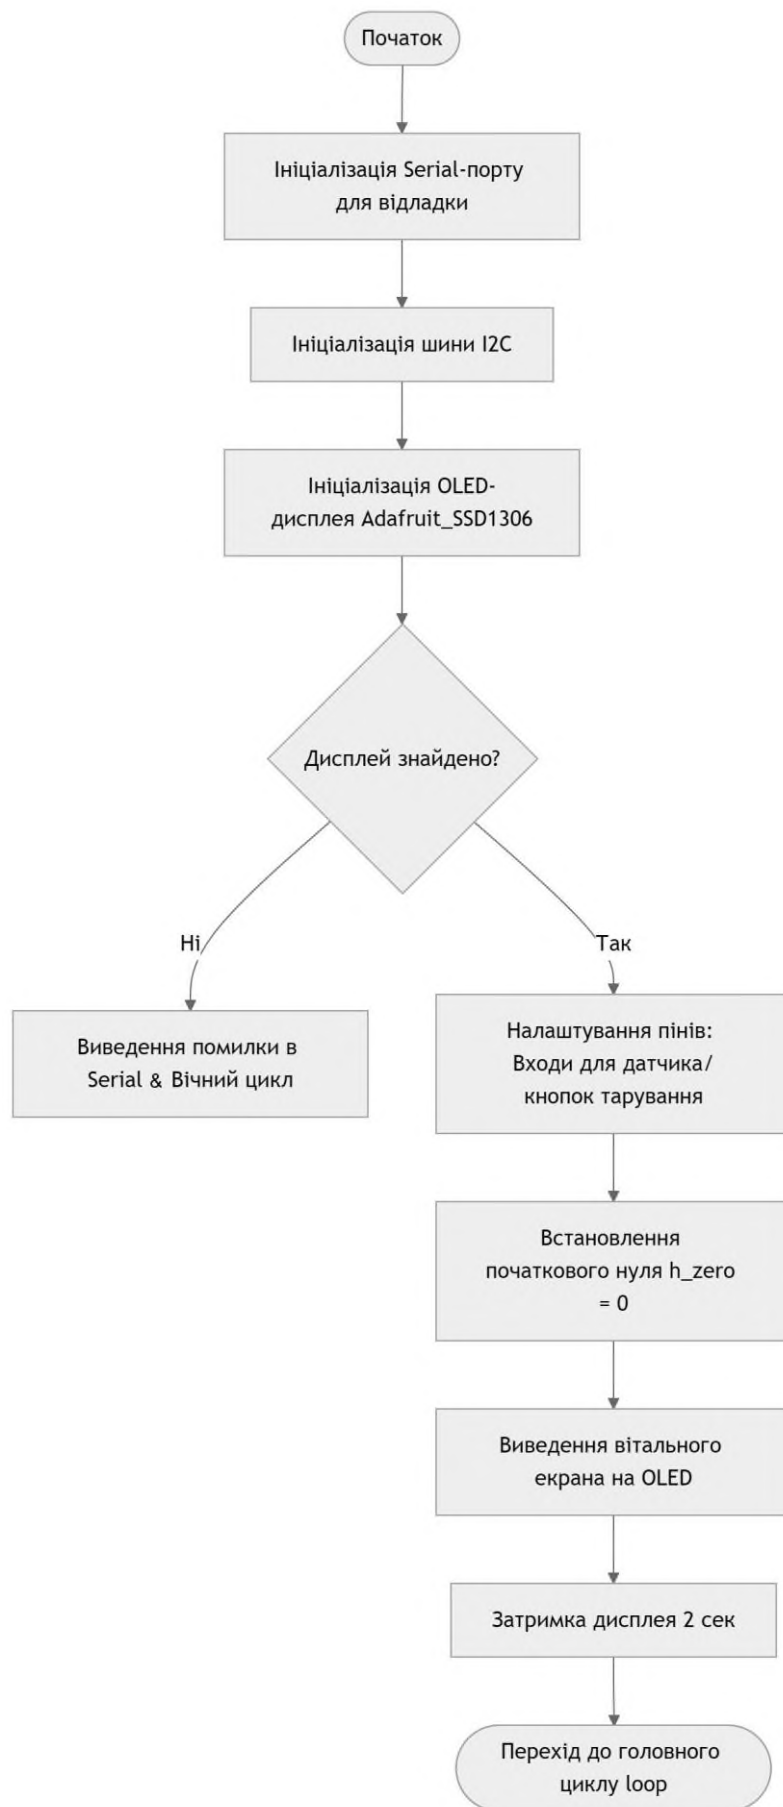 Початок
Ініціалізація Serial-порту
для відладки
Ініціалізація шини I2C
Ініціалізація OLED-
дисплея Adafruit_SSD1306
Дисплей знайдено?
Ні
Так
Виведення помилки в
Serial & Вічний цикл
Налаштування пінів:
Входи для датчика/
кнопок тарування
Встановлення
початкового нуля h_zero
= 0
Виведення вітального
екрана на OLED
Затримка дисплея 2 сек
Перехід до головного
циклу loop